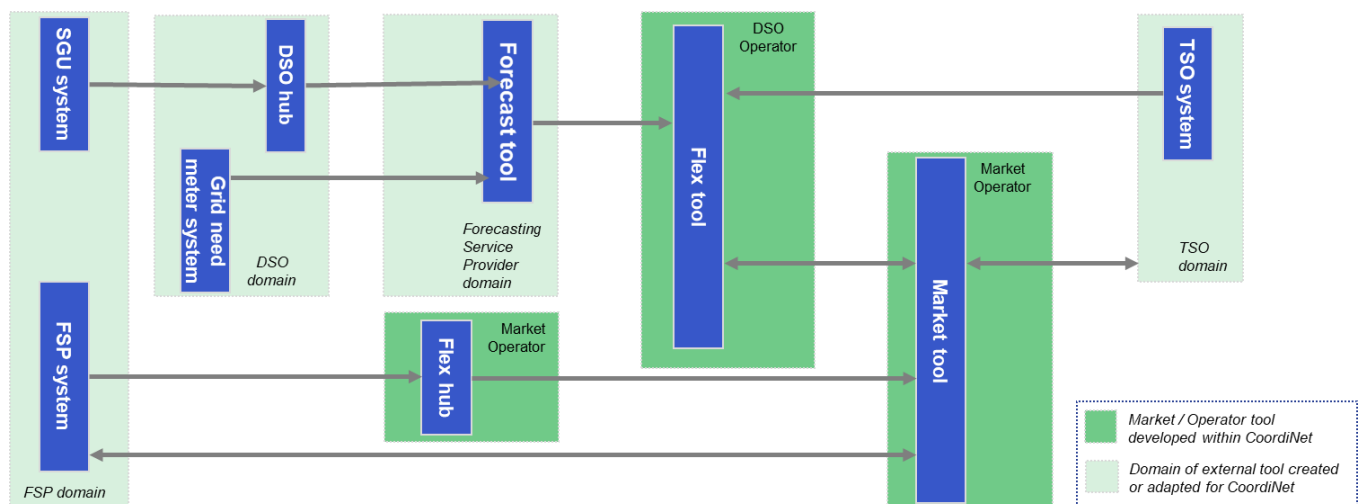 SGU system
DSO hub
Forecast tool
DSO
Operator
Flex tool
TSO system
Grid need
meter system
DSO
domain
Forecasting
Service
Provider
domain
Market
Operator
Market tool
TSO
domain
FSP system
Flex hub
Market
Operator
FSP domain
Market / Operator tool
developed within CoordiNet
Domain of external tool created
or adapted for CoordiNet